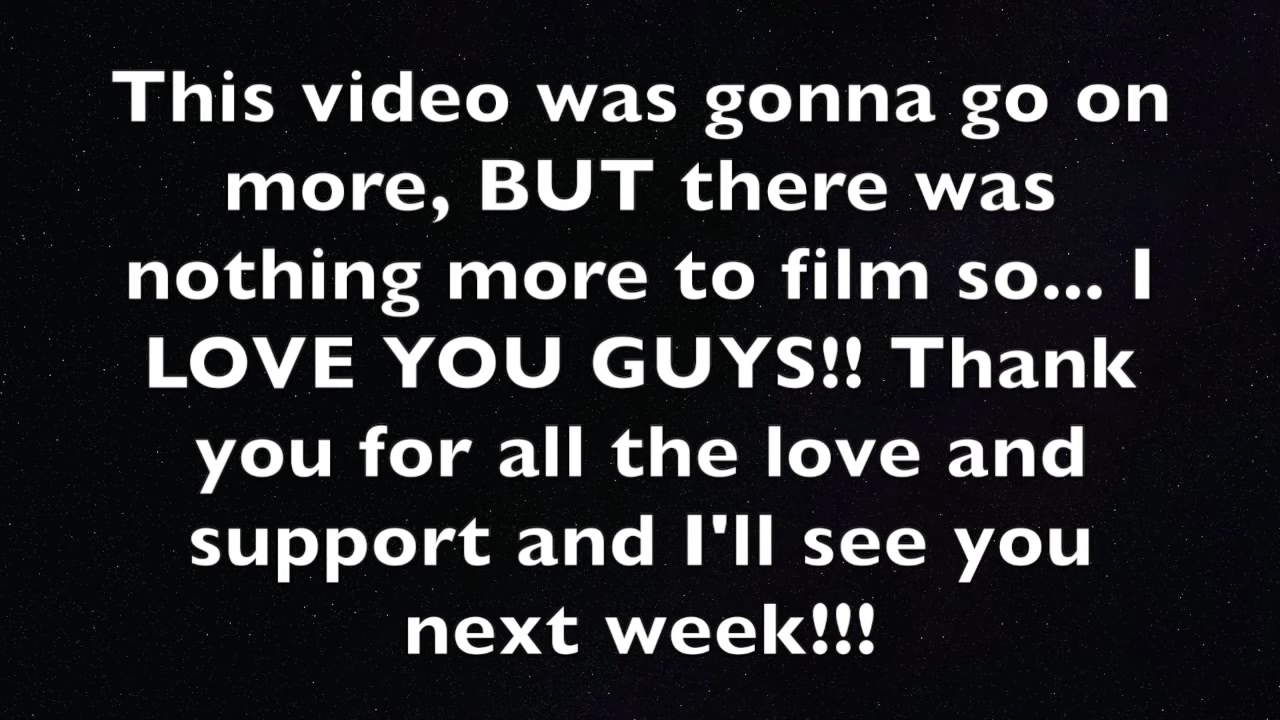 This video was gonna go on
more, BUT there was
nothing more to film so... I
LOVE YOU GUYS!! Thank
you for all the love and
support and I'll see you
next week!!!